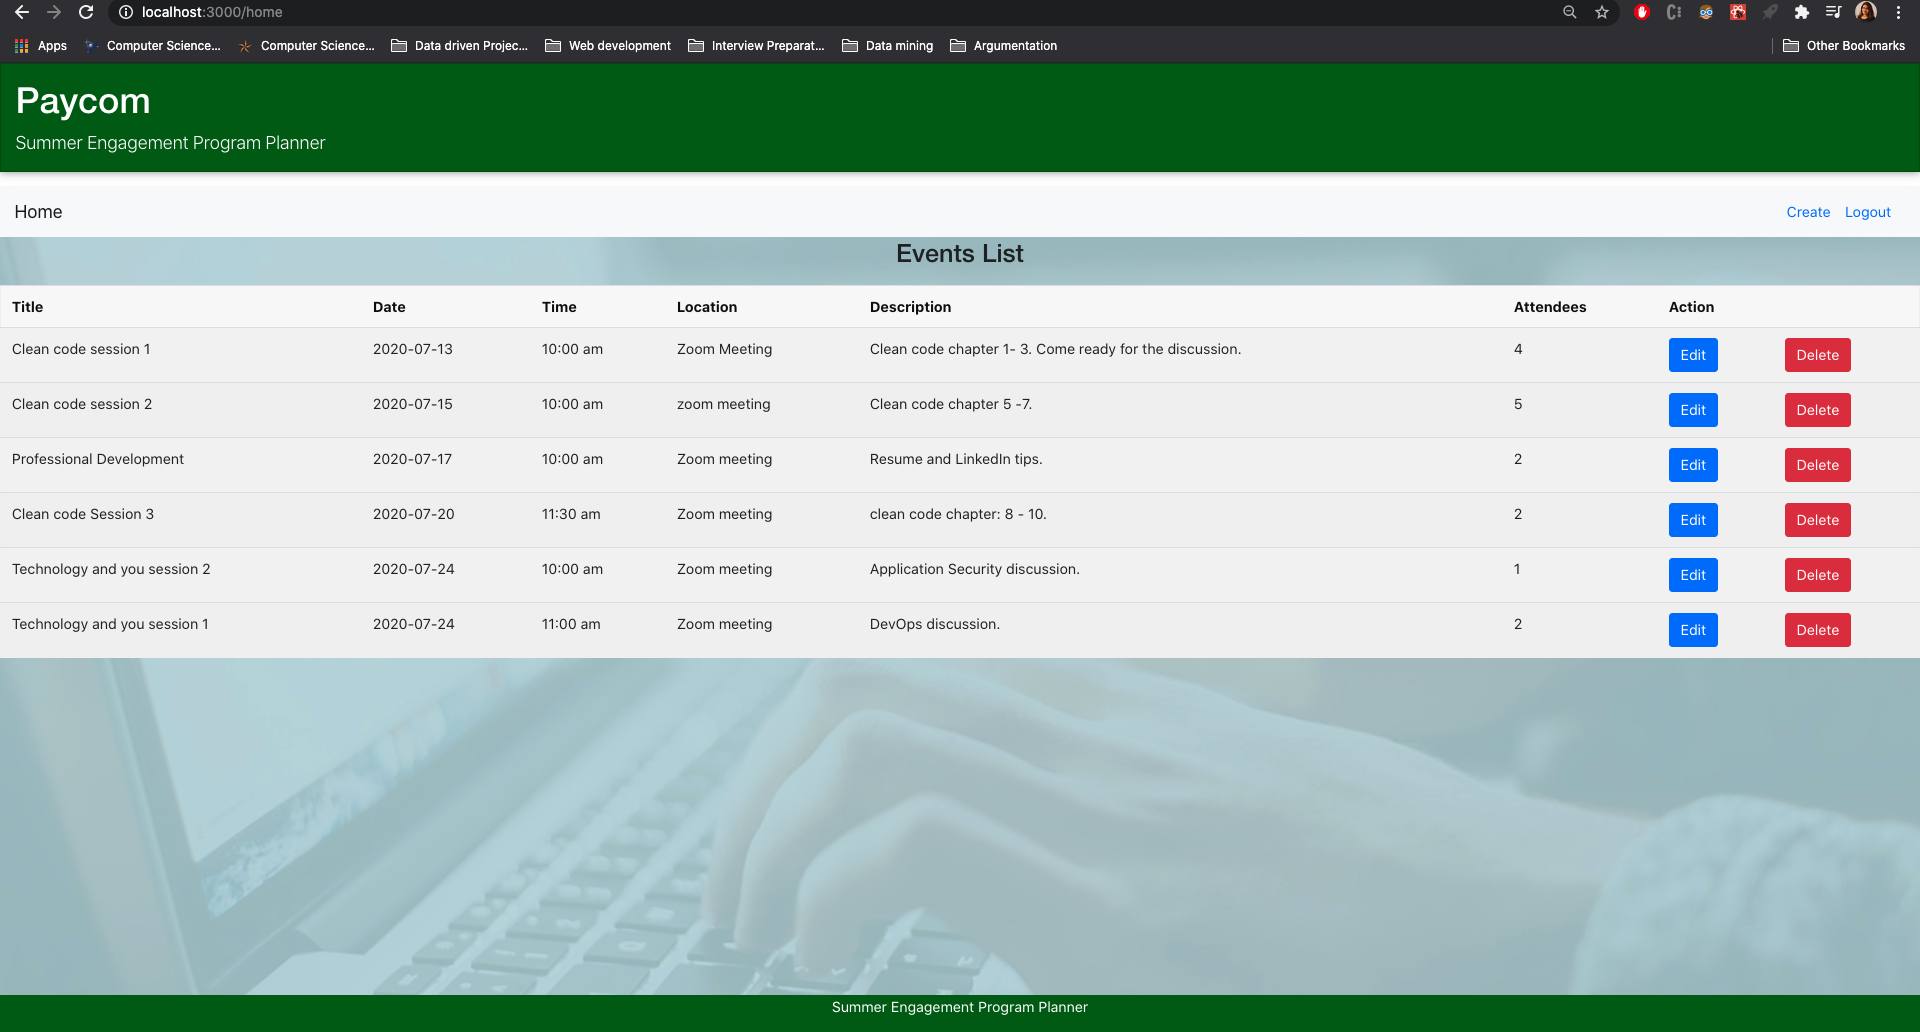 localhost:3000/home
Apps Computer Science... Computer Science... Data driven Projec... Web development Interview Preparat... Data mining Argumentation Other Bookmarks
Paycom
Summer Engagement Program Planner
Home Create Logout
Events List
Title Date Time Location Description Attendees Action
Clean code session 1 2020-07-13 10:00 am Zoom Meeting Clean code chapter 1- 3. Come ready for the discussion. 4 Edit Delete
Clean code session 2 2020-07-15 10:00 am zoom meeting Clean code chapter 5 -7. 5 Edit Delete
Professional Development 2020-07-17 10:00 am Zoom meeting Resume and LinkedIn tips. 2 Edit Delete
Clean code Session 3 2020-07-20 11:30 am Zoom meeting clean code chapter: 8 - 10. 2 Edit Delete
Technology and you session 2 2020-07-24 10:00 am Zoom meeting Application Security discussion. 1 Edit Delete
Technology and you session 1 2020-07-24 11:00 am Zoom meeting DevOps discussion. 2 Edit Delete
Summer Engagement Program Planner